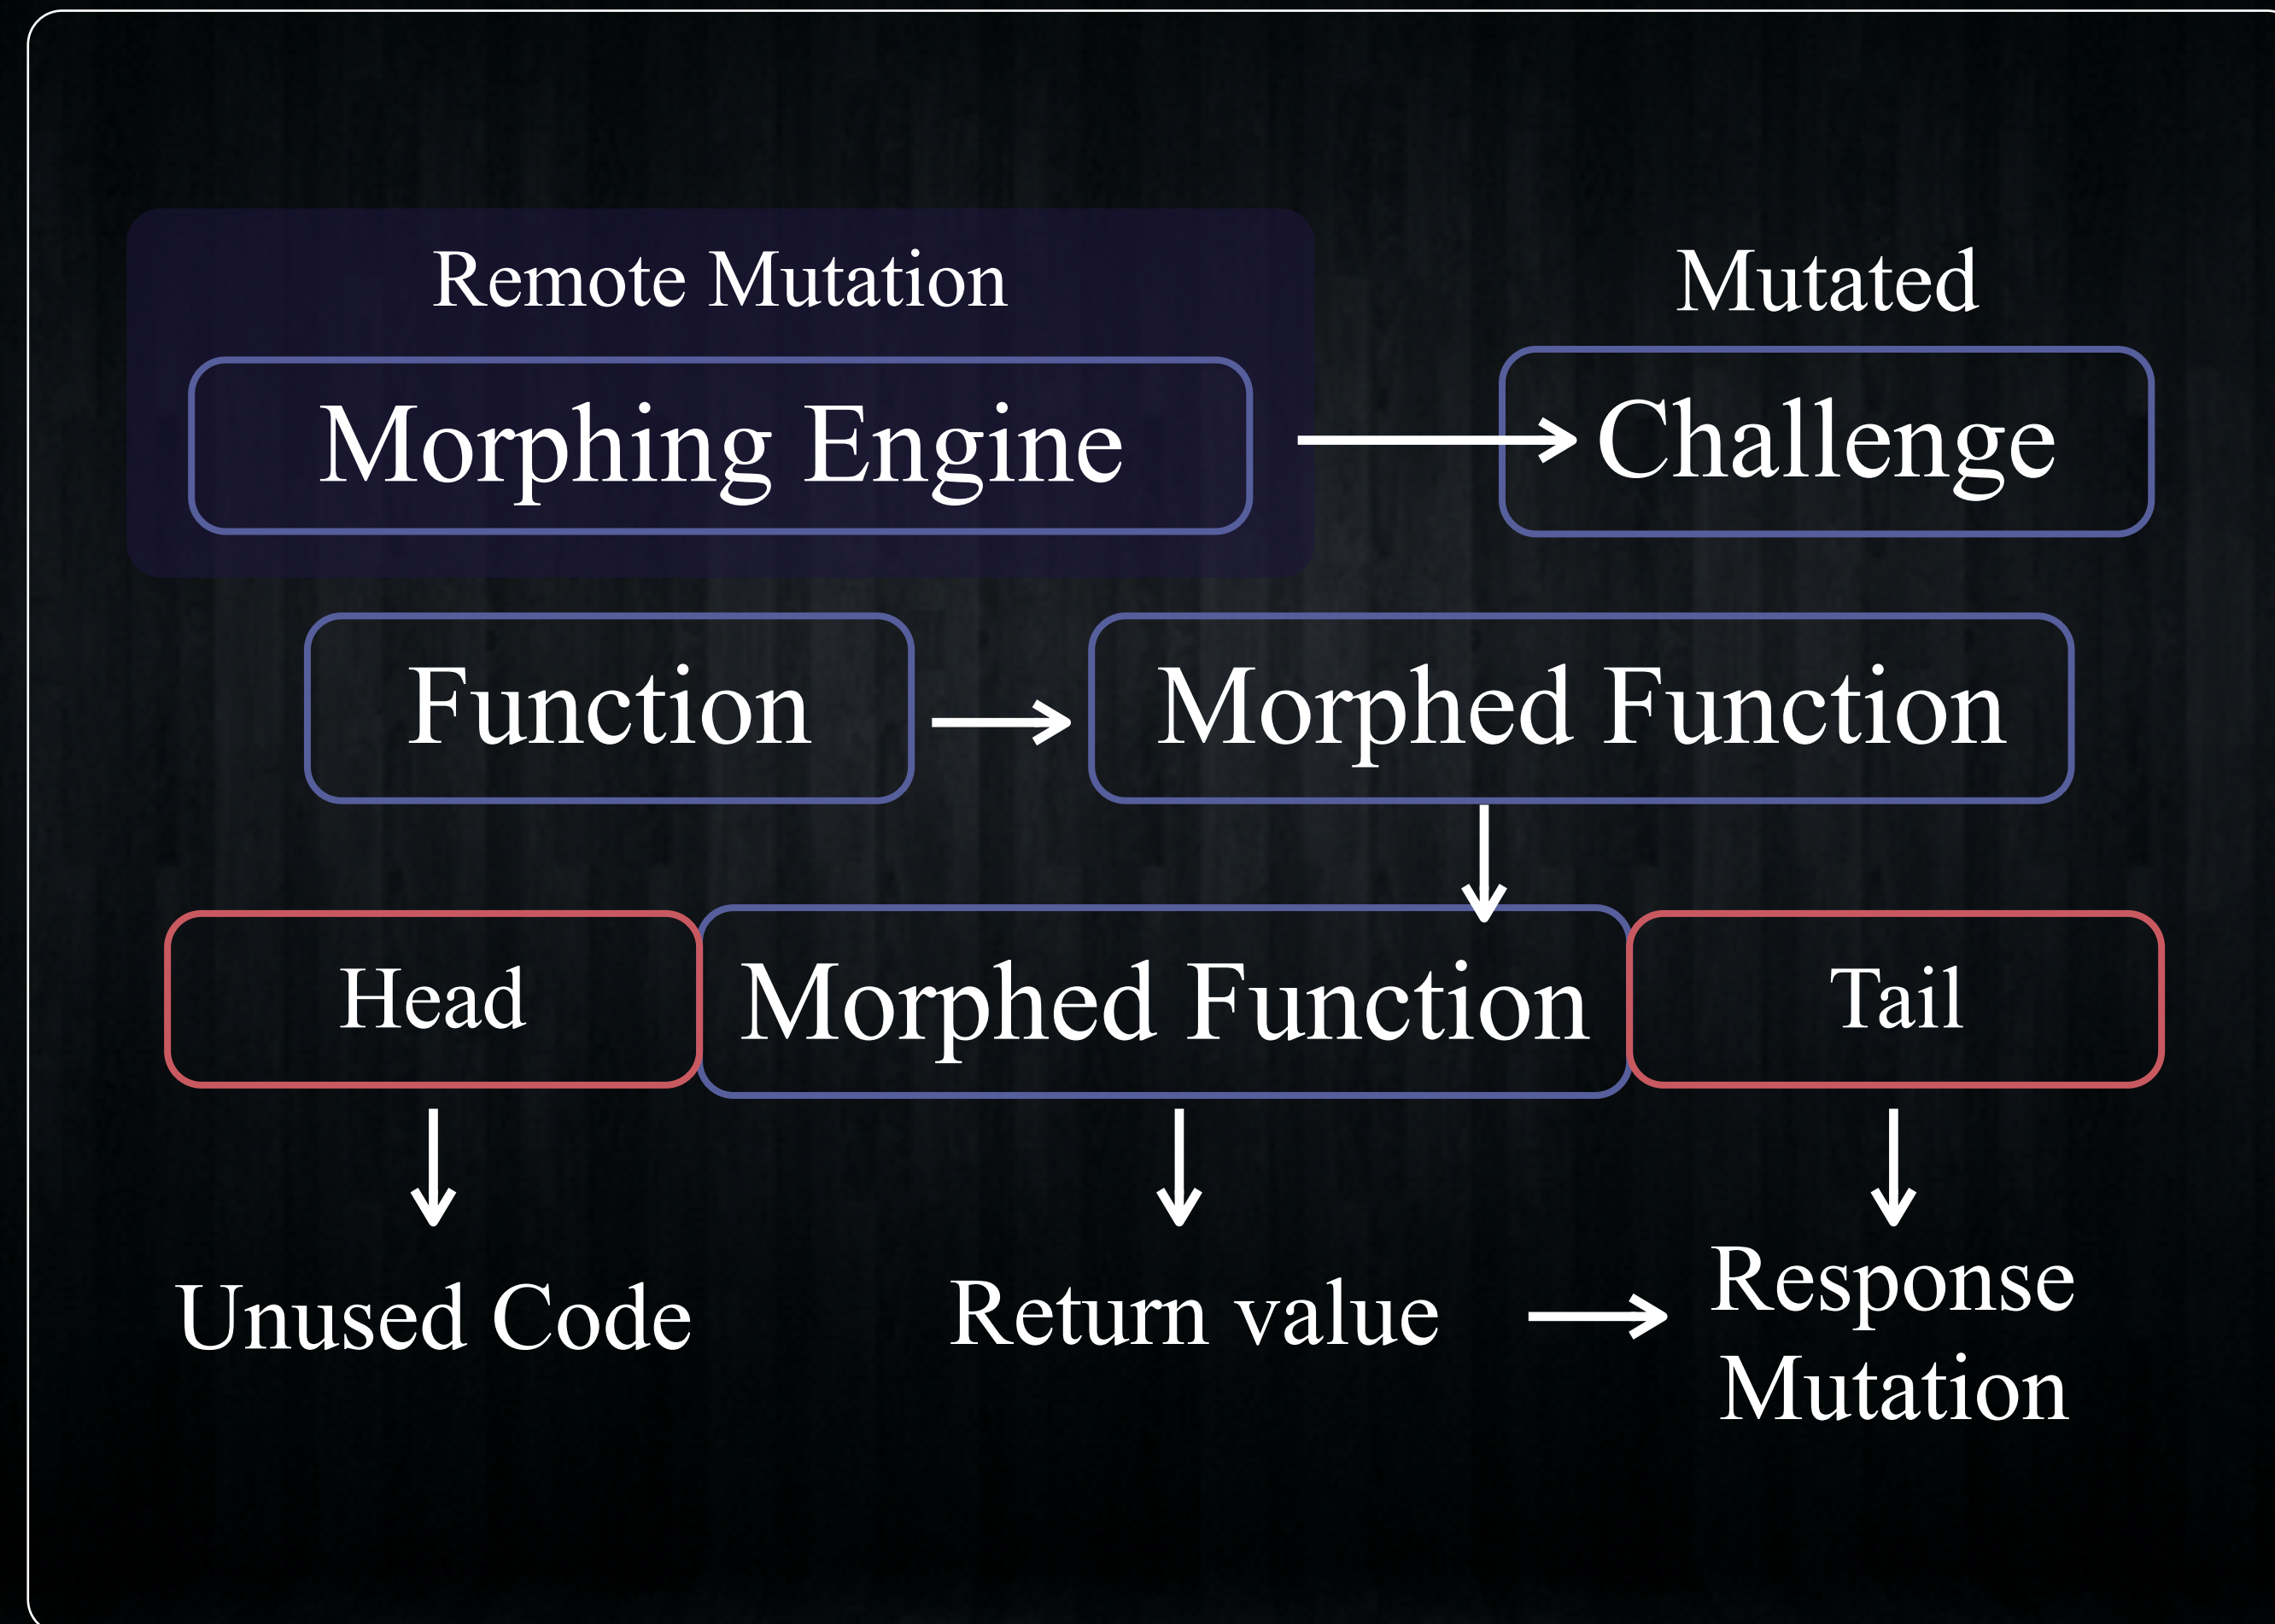 Remote Mutation
Mutated
Morphing Engine
Challenge
Function
Morphed Function
Head
Morphed Function
Tail
Unused Code
Return value
Response
Mutation